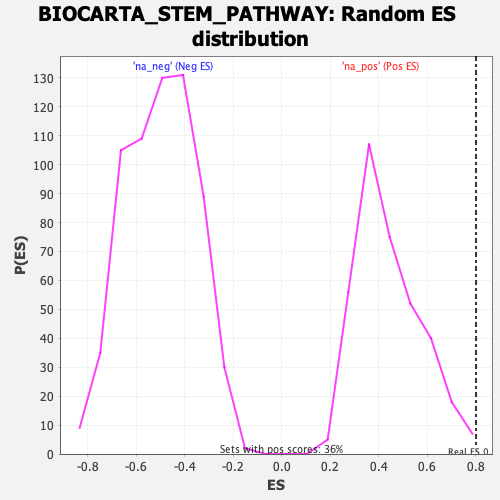 BIOCARTA_STEM_PATHWAY: Random ES
distribution
'na_neg' (Neg ES)
'na_pos' (Pos ES)
130
120
110
100
90
80
70
60
50
40
30
20
10
0
P(ES)
Sets with pos scores: 36%
Real ES 0
-0.8
-0.6
-0.4
-0.2
0.0
0.2
0.4
0.6
0.8
ES